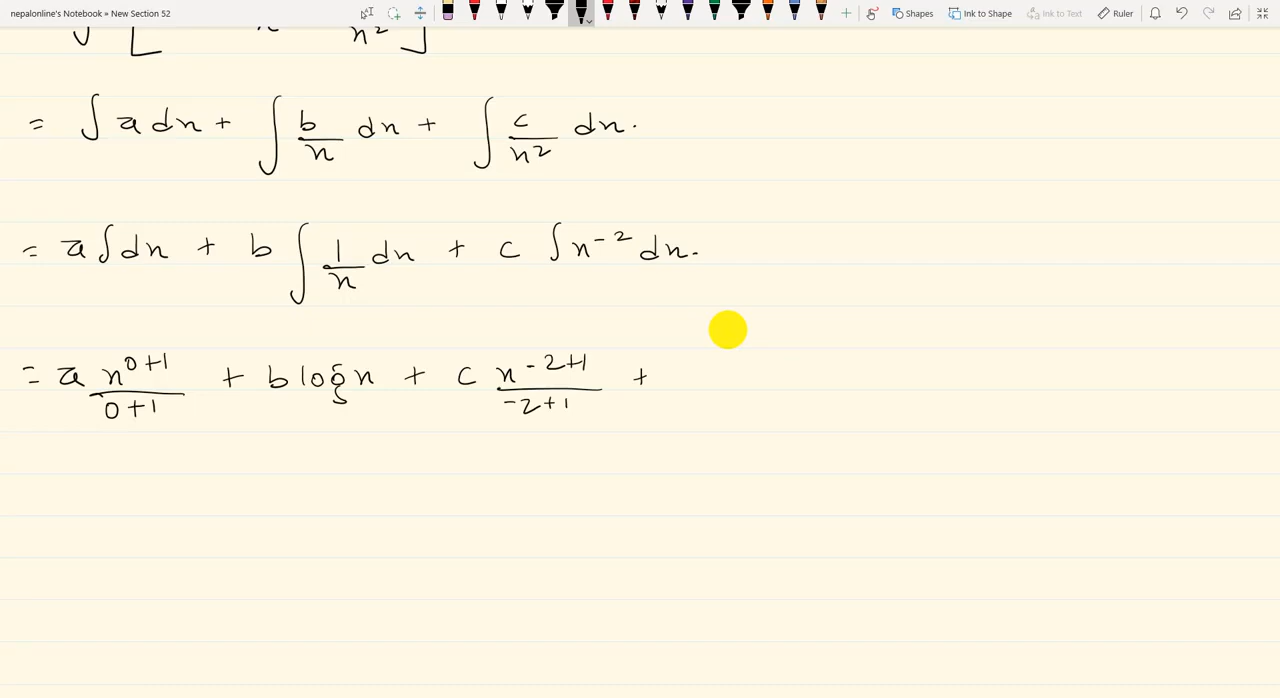 nepalonline's Notebook » New Section 52
Shapes Ink to Shape Ink to Text Ruler
x x²
= ∫ a dx + ∫ b/x dx + ∫ c/x² dx.
= a ∫ dx + b ∫ 1/x dx + c ∫ x⁻² dx.
= a x⁰⁺¹/0+1 + b log x + c x⁻²⁺¹/-2+1 +